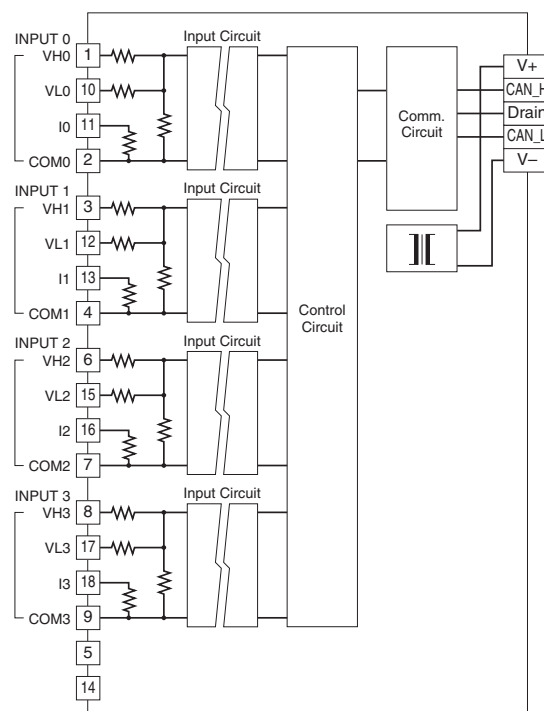 INPUT 0
VH0 1
VL0 10
I0 11
COM0 2
Input Circuit
INPUT 1
VH1 3
VL1 12
I1 13
COM1 4
Input Circuit
INPUT 2
VH2 6
VL2 15
I2 16
COM2 7
Input Circuit
INPUT 3
VH3 8
VL3 17
I3 18
COM3 9
Input Circuit
5
14
Control
Circuit
Comm.
Circuit
V+
CAN_H
Drain
CAN_L
V–